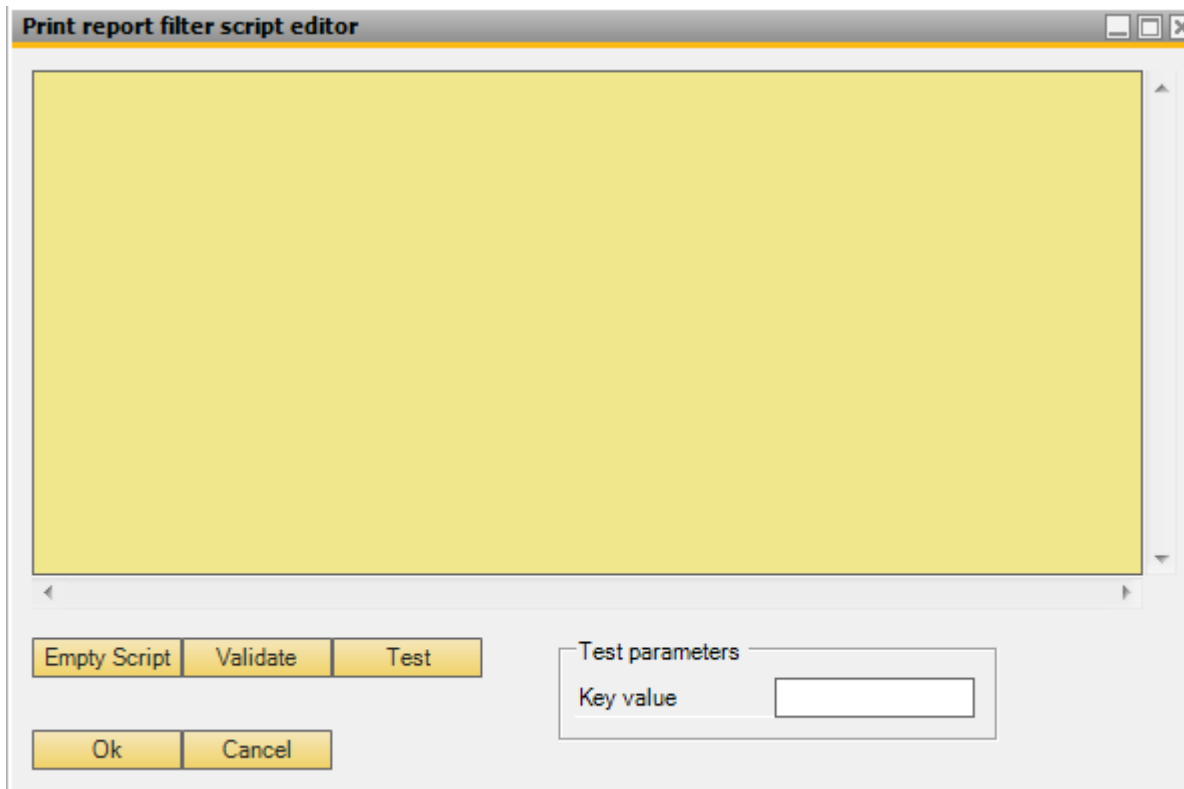 Print report filter script editor
Empty Script Validate Test
Test parameters
Key value
Ok Cancel